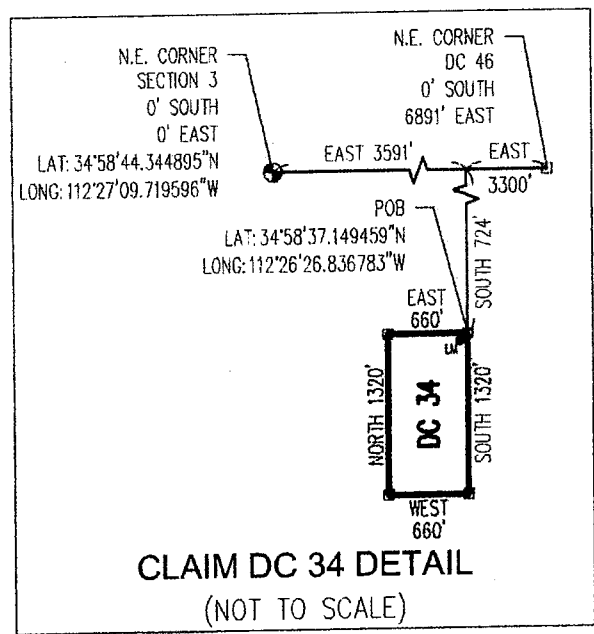 N.E. CORNER
SECTION 3
0' SOUTH
0' EAST
LAT: 34°58'44.344895"N
LONG: 112°27'09.719596"W
N.E. CORNER
DC 46
0' SOUTH
6891' EAST
EAST 3591'
EAST
3300'
POB
LAT: 34°58'37.149459"N
LONG: 112°26'26.836783"W
SOUTH 724'
EAST
660'
LM
NORTH 1320'
DC 34
SOUTH 1320'
WEST
660'
CLAIM DC 34 DETAIL
(NOT TO SCALE)